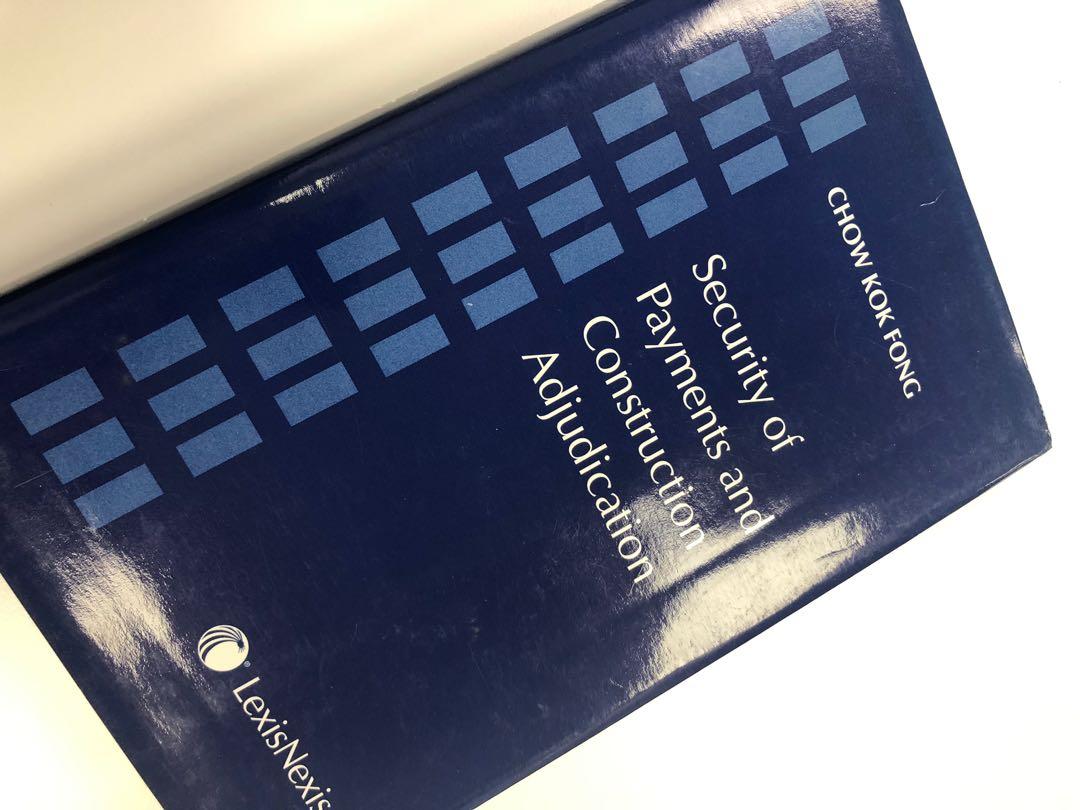 CHOW KOK FONG
Security of
Payments and
Construction
Adjudication
LexisNexis